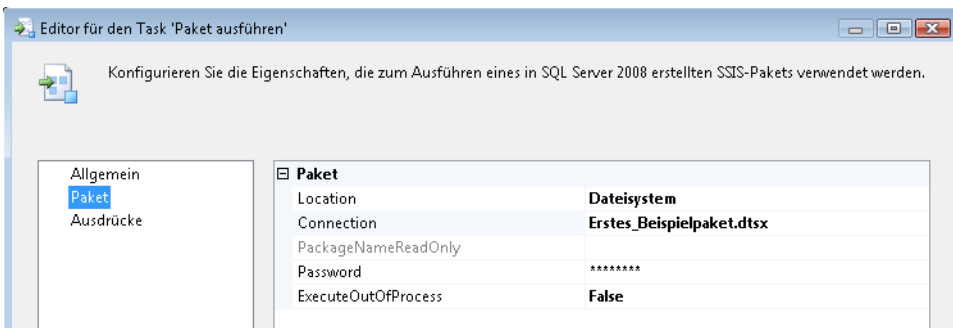 Editor für den Task 'Paket ausführen'
Konfigurieren Sie die Eigenschaften, die zum Ausführen eines in SQL Server 2008 erstellten SSIS-Pakets verwendet werden.
Allgemein
Paket
Ausdrücke
Paket
Location Dateisystem
Connection Erstes_Beispielpaket.dtsx
PackageNameReadOnly
Password ********
ExecuteOutOfProcess False